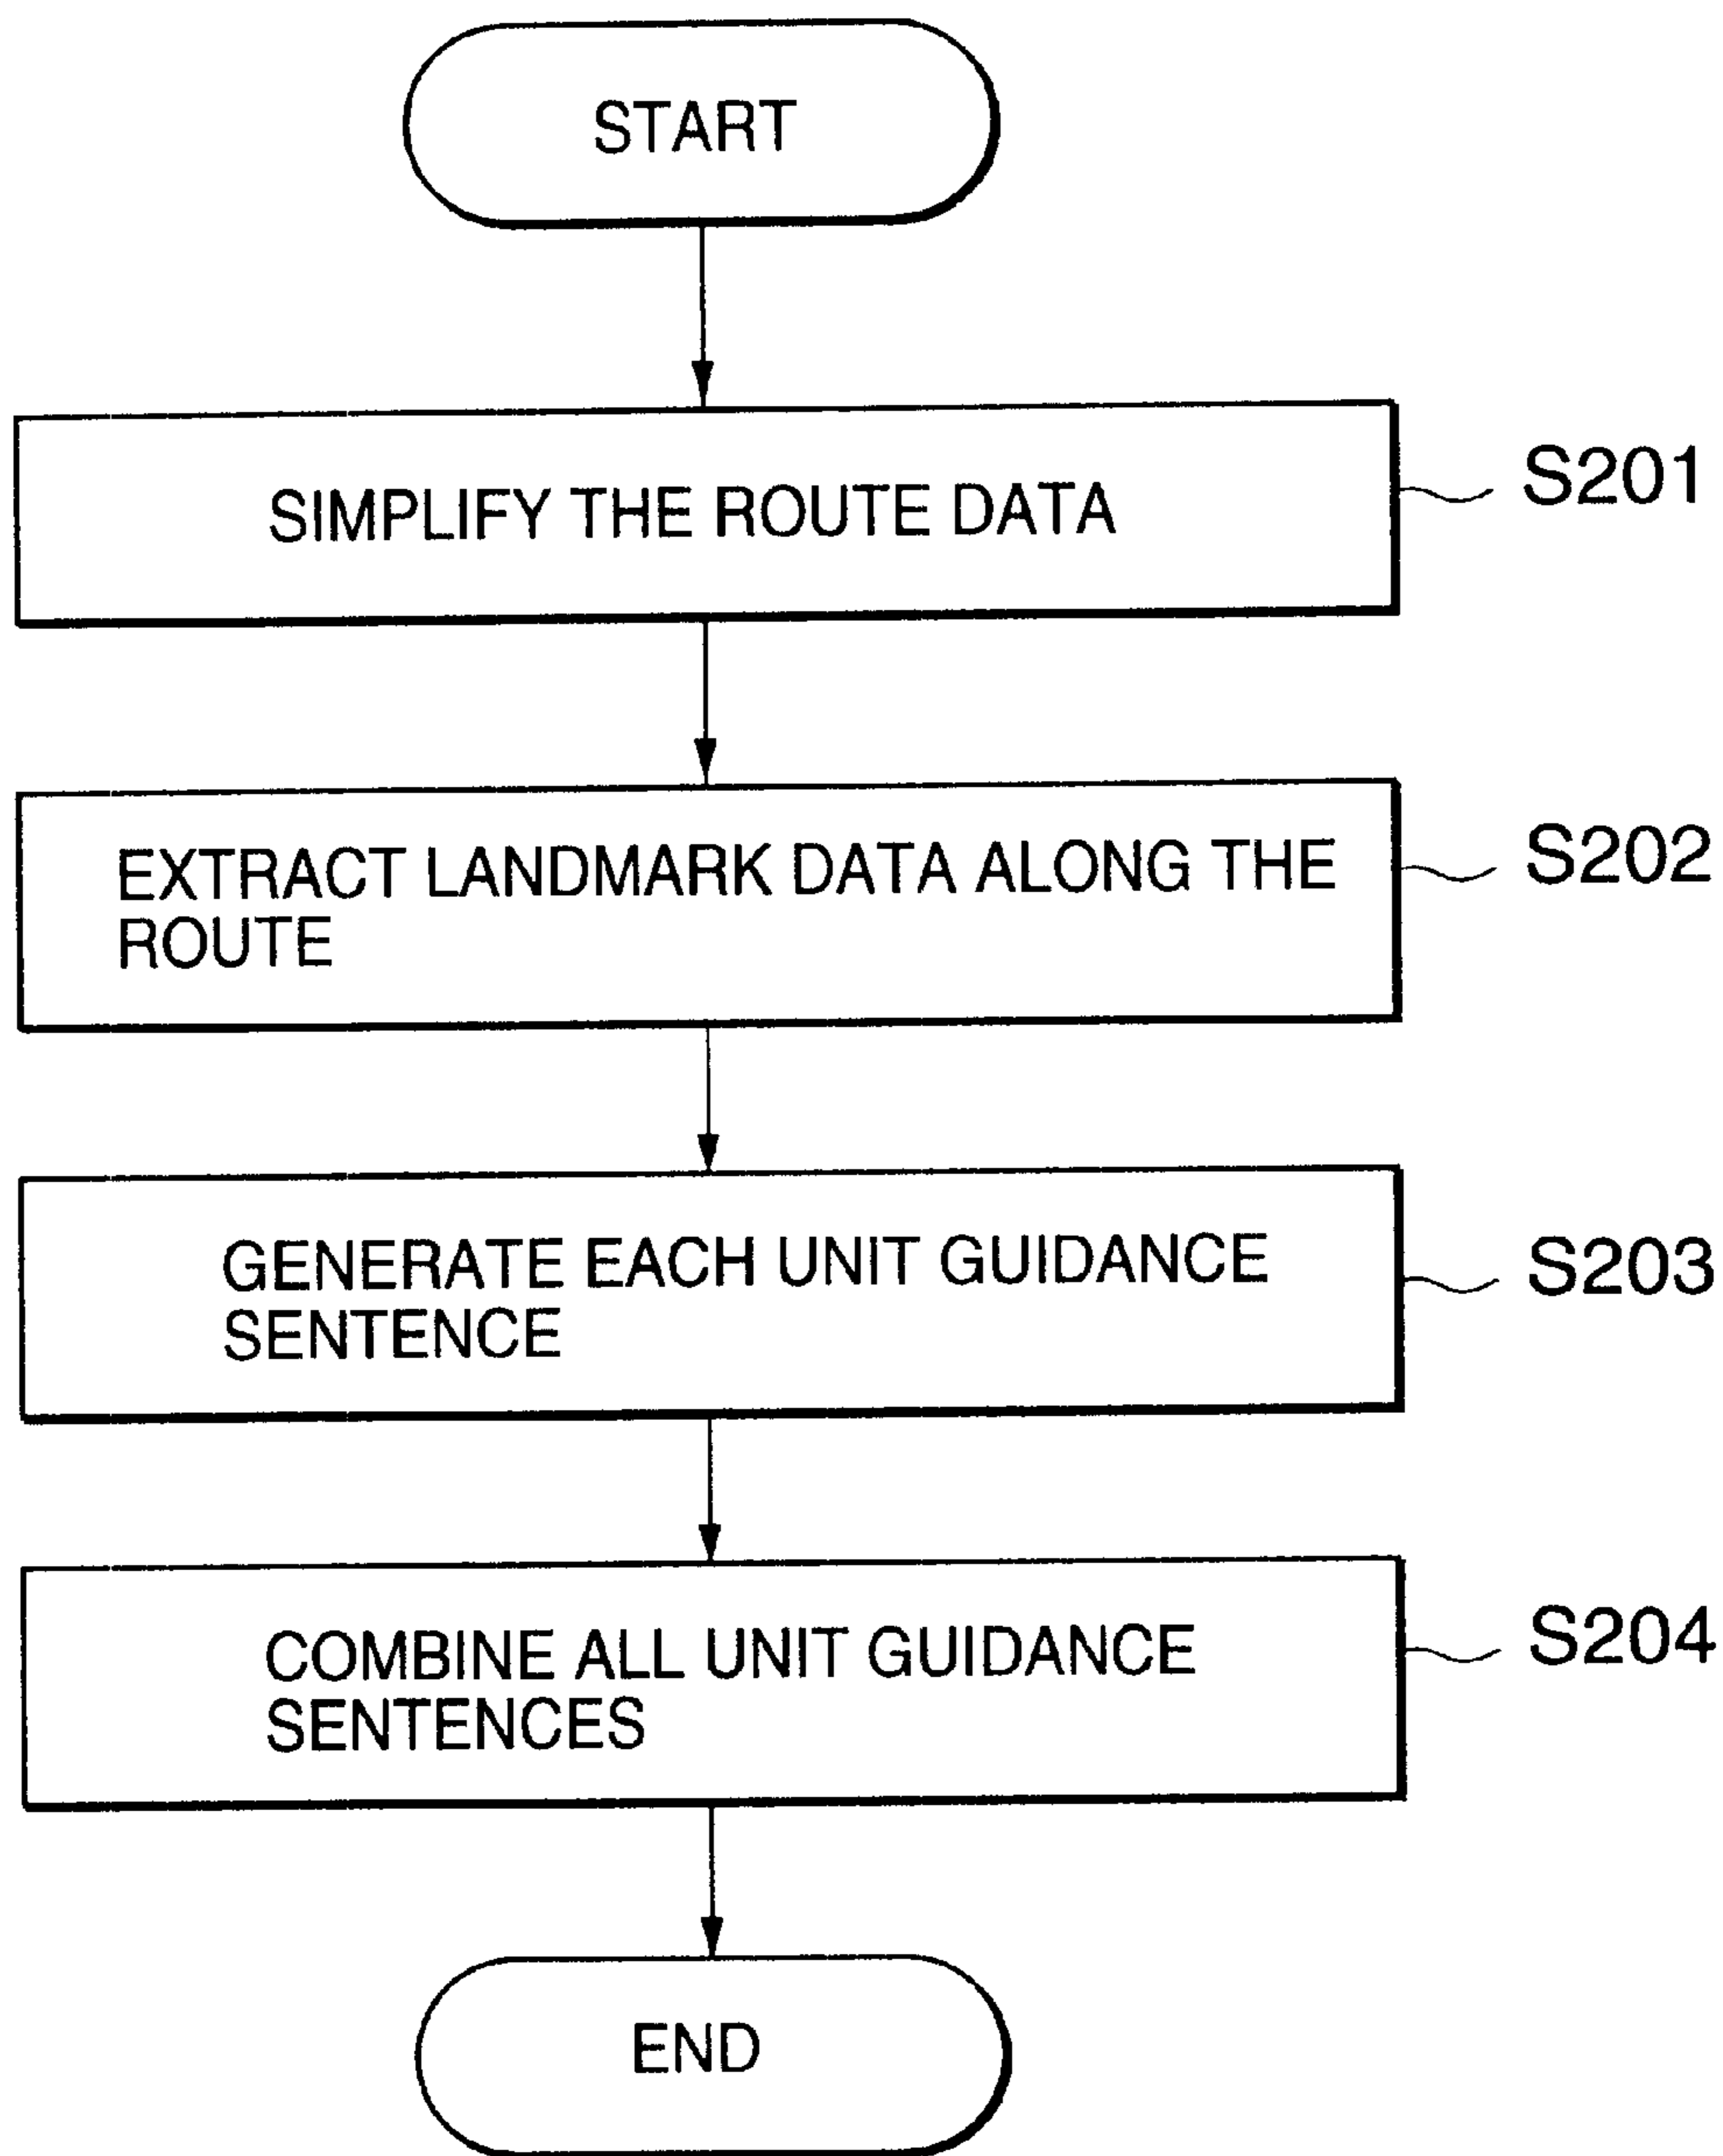 START
SIMPLIFY THE ROUTE DATA
S201
EXTRACT LANDMARK DATA ALONG THE
ROUTE
S202
GENERATE EACH UNIT GUIDANCE
SENTENCE
S203
COMBINE ALL UNIT GUIDANCE
SENTENCES
S204
END